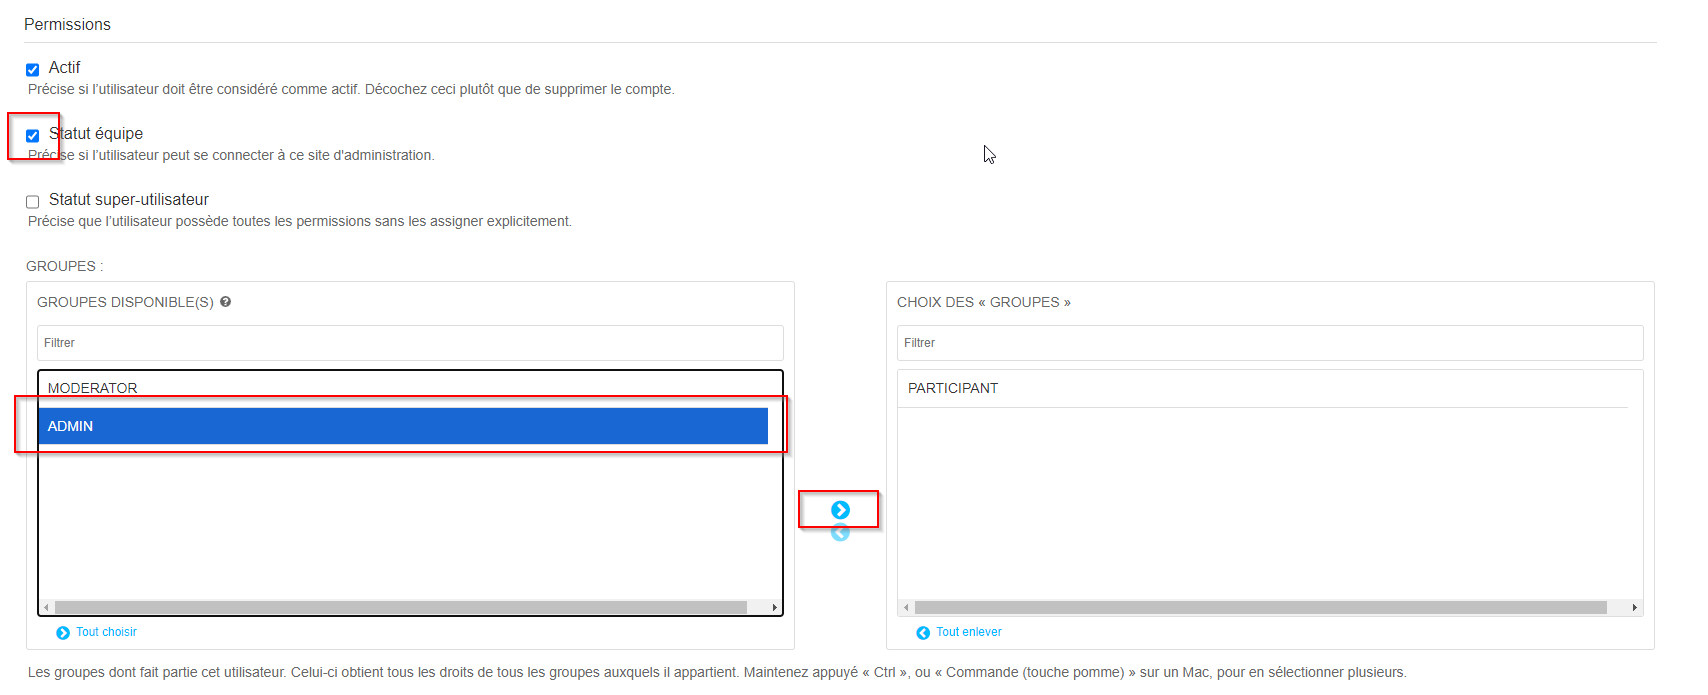 Permissions
Actif
Précise si l’utilisateur doit être considéré comme actif. Décochez ceci plutôt que de supprimer le compte.
Statut équipe
Précise si l’utilisateur peut se connecter à ce site d'administration.
Statut super-utilisateur
Précise que l’utilisateur possède toutes les permissions sans les assigner explicitement.
GROUPES :
GROUPES DISPONIBLE(S)
CHOIX DES « GROUPES »
Filtrer
Filtrer
MODERATOR
PARTICIPANT
ADMIN
Tout choisir
Tout enlever
Les groupes dont fait partie cet utilisateur. Celui-ci obtient tous les droits de tous les groupes auxquels il appartient. Maintenez appuyé « Ctrl », ou « Commande (touche pomme) » sur un Mac, pour en sélectionner plusieurs.